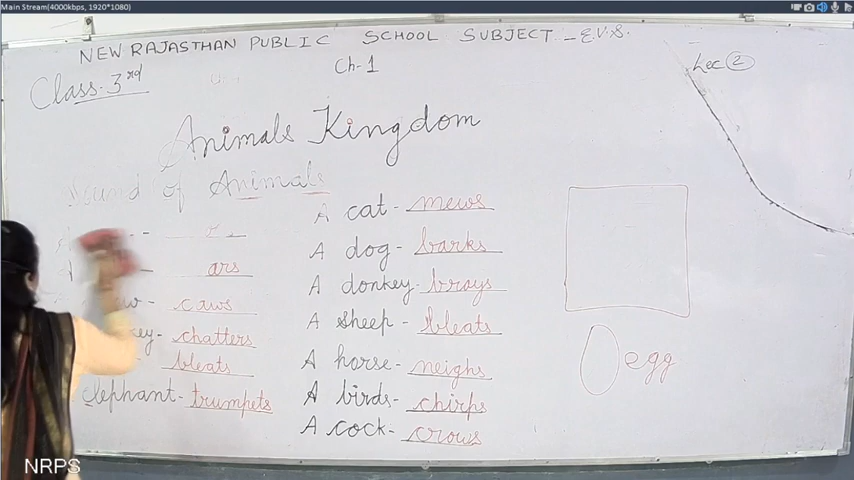 Main Stream(4000kbps, 1920*1080)
NEW RAJASTHAN PUBLIC SCHOOL SUBJECT - E.V.S.
Class - 3rd
Ch-1
Lec 2
Animals Kingdom
Sound of Animals
ars
caws
key - chatters
bleats
elephant - trumpets
A cat - mews
A dog - barks
A donkey - brays
A sheep - bleats
A horse - neighs
A birds - chirps
A cock - crows
egg
NRPS